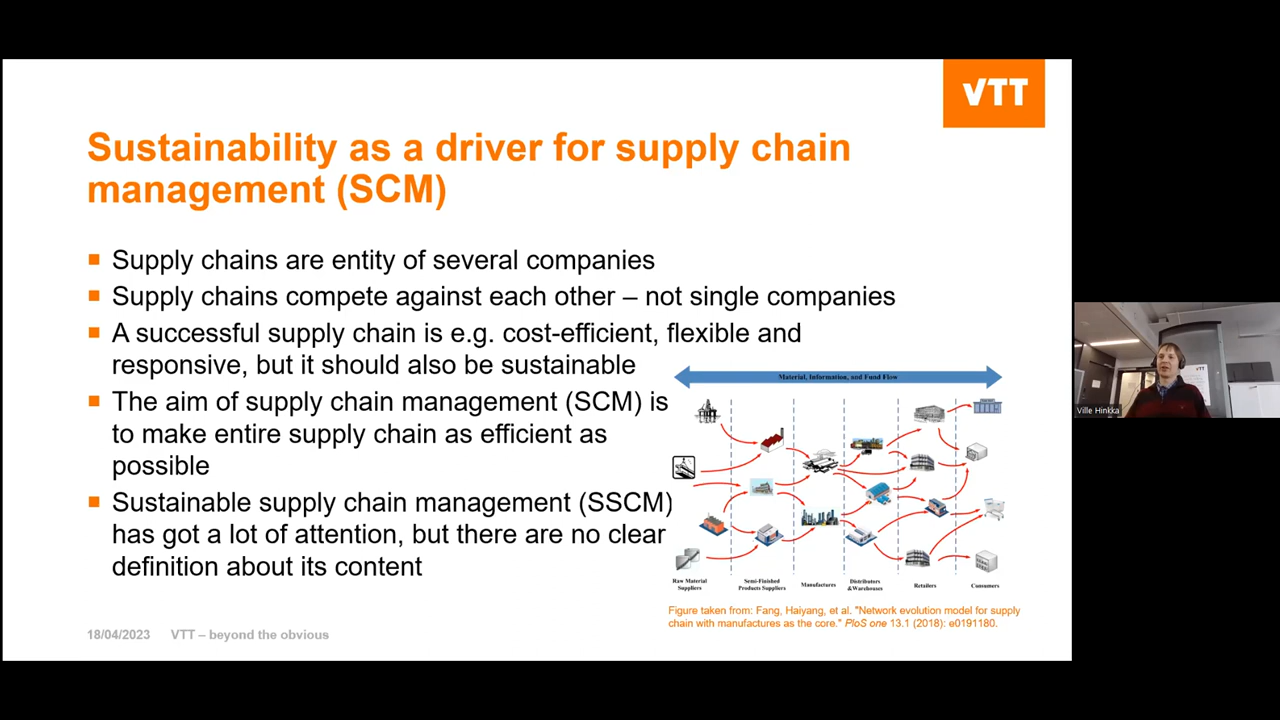 VTT
Sustainability as a driver for supply chain
management (SCM)
Supply chains are entity of several companies
Supply chains compete against each other – not single companies
A successful supply chain is e.g. cost-efficient, flexible and
responsive, but it should also be sustainable
The aim of supply chain management (SCM) is
to make entire supply chain as efficient as
possible
Sustainable supply chain management (SSCM)
has got a lot of attention, but there are no clear
definition about its content
Material, Information, and Fund Flow
Raw Material
Suppliers
Semi-Finished
Products Suppliers
Manufactures
Distributors
&Warehouses
Retailers
Consumers
Figure taken from: Fang, Haiyang, et al. "Network evolution model for supply
chain with manufactures as the core." PloS one 13.1 (2018): e0191180.
18/04/2023 VTT – beyond the obvious
VTT
Ville Hinkka